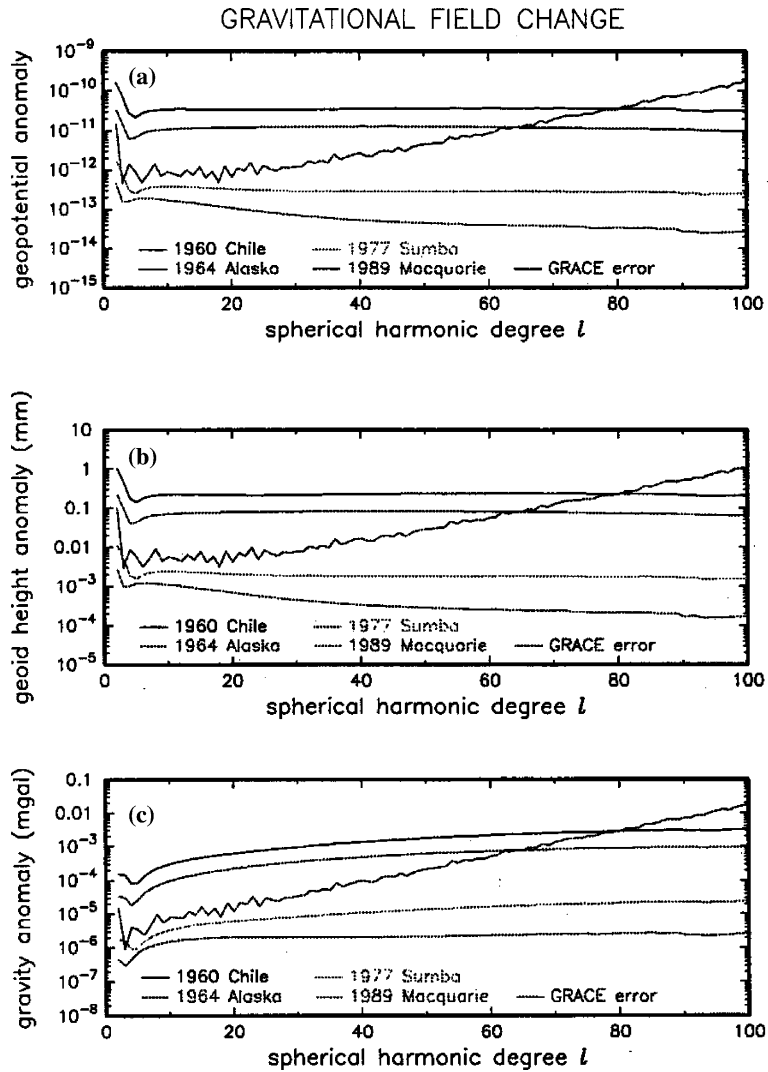 GRAVITATIONAL FIELD CHANGE
(a)
geopotential anomaly
10⁻⁹
10⁻¹⁰
10⁻¹¹
10⁻¹²
10⁻¹³
10⁻¹⁴
10⁻¹⁵
1960 Chile
1977 Sumba
1964 Alaska
1989 Macquarie
GRACE error
0 20 40 60 80 100
spherical harmonic degree l
(b)
geoid height anomaly (mm)
10
1
0.1
0.01
10⁻³
10⁻⁴
10⁻⁵
1960 Chile
1977 Sumba
1964 Alaska
1989 Macquarie
GRACE error
0 20 40 60 80 100
spherical harmonic degree l
(c)
gravity anomaly (mgal)
0.1
0.01
10⁻³
10⁻⁴
10⁻⁵
10⁻⁶
10⁻⁷
10⁻⁸
1960 Chile
1977 Sumba
1964 Alaska
1989 Macquarie
GRACE error
0 20 40 60 80 100
spherical harmonic degree l